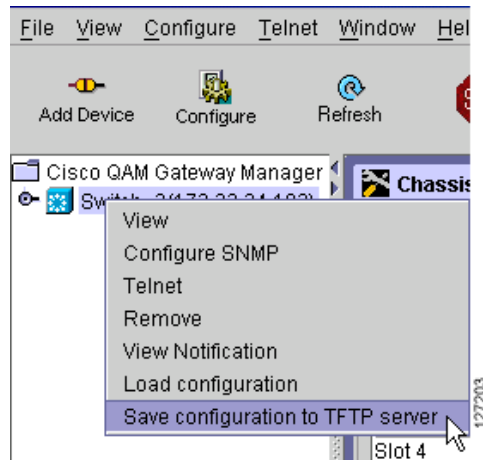 File View Configure Telnet Window Hel
Add Device Configure Refresh
Cisco QAM Gateway Manager
Chassis
View
Configure SNMP
Telnet
Remove
View Notification
Load configuration
Save configuration to TFTP server
Slot 4
127203